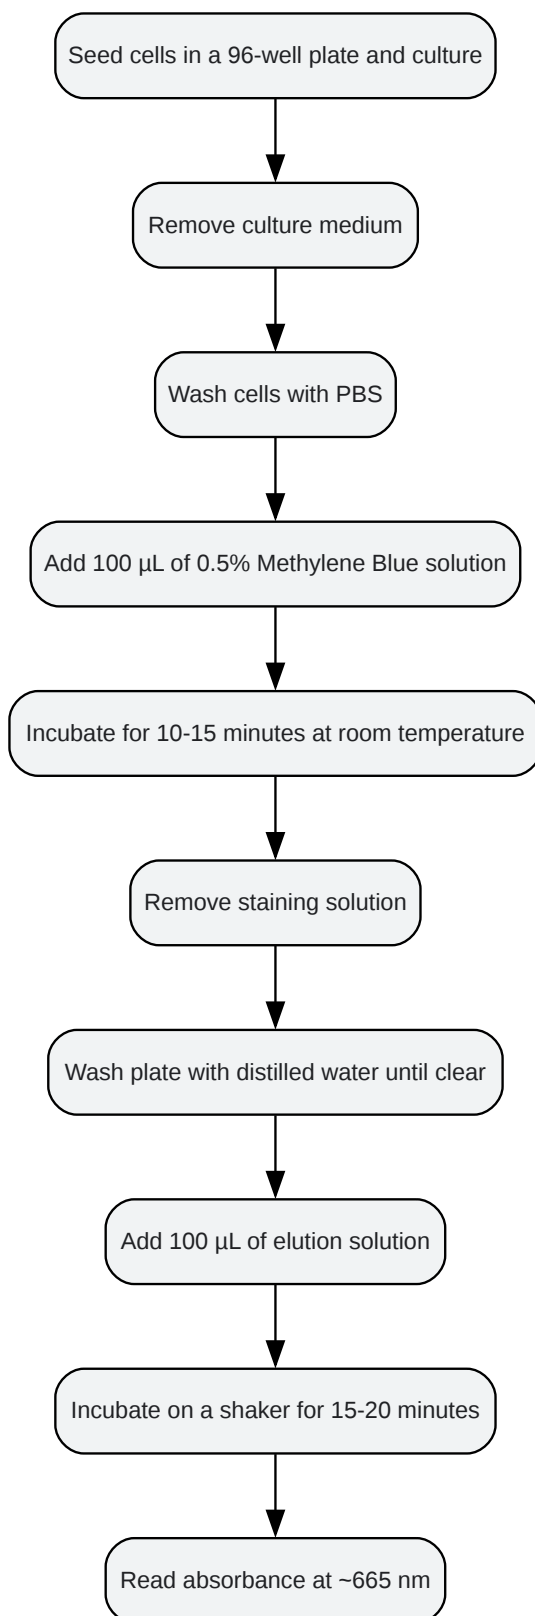 Seed cells in a 96-well plate and culture
Remove culture medium
Wash cells with PBS
Add 100 µL of 0.5% Methylene Blue solution
Incubate for 10-15 minutes at room temperature
Remove staining solution
Wash plate with distilled water until clear
Add 100 µL of elution solution
Incubate on a shaker for 15-20 minutes
Read absorbance at ~665 nm